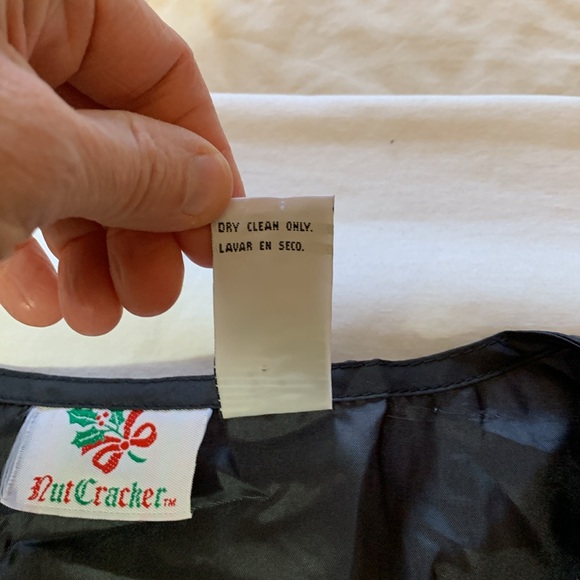 DRY CLEAN ONLY.
LAVAR EN SECO.
NutCracker™